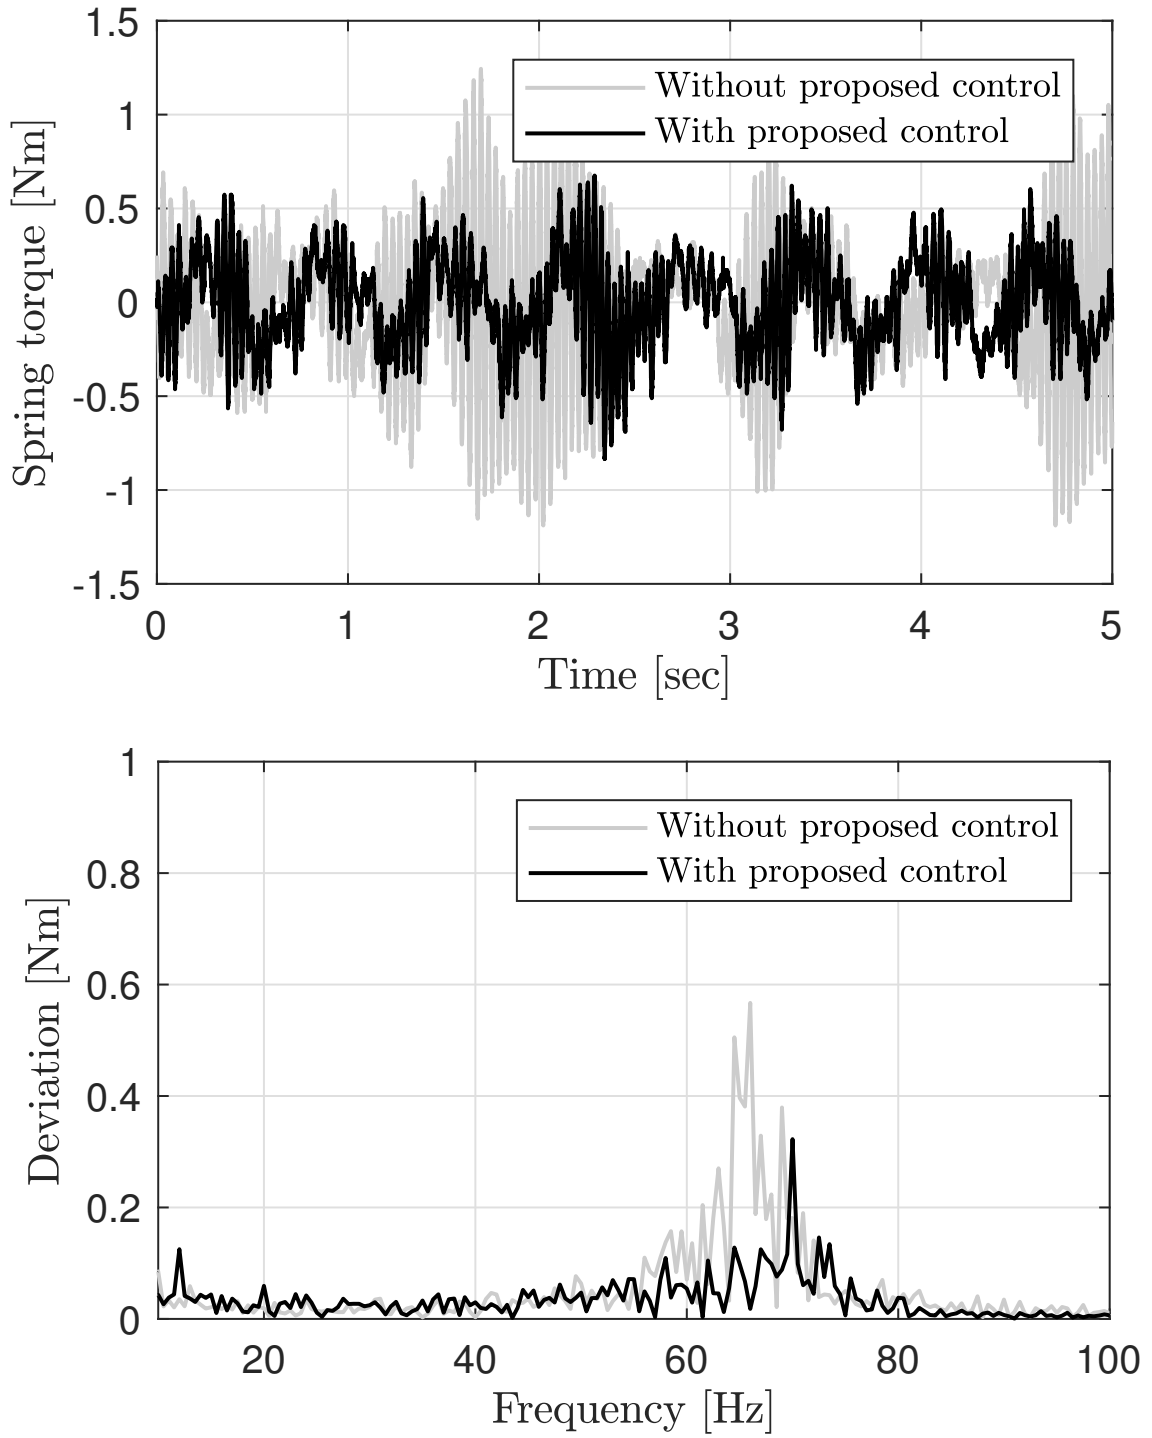 1.5
1
0.5
0
-0.5
-1
-1.5
Spring torque [Nm]
Without proposed control
With proposed control
0 1 2 3 4 5
Time [sec]
1
0.8
0.6
0.4
0.2
0
Deviation [Nm]
Without proposed control
With proposed control
20 40 60 80 100
Frequency [Hz]